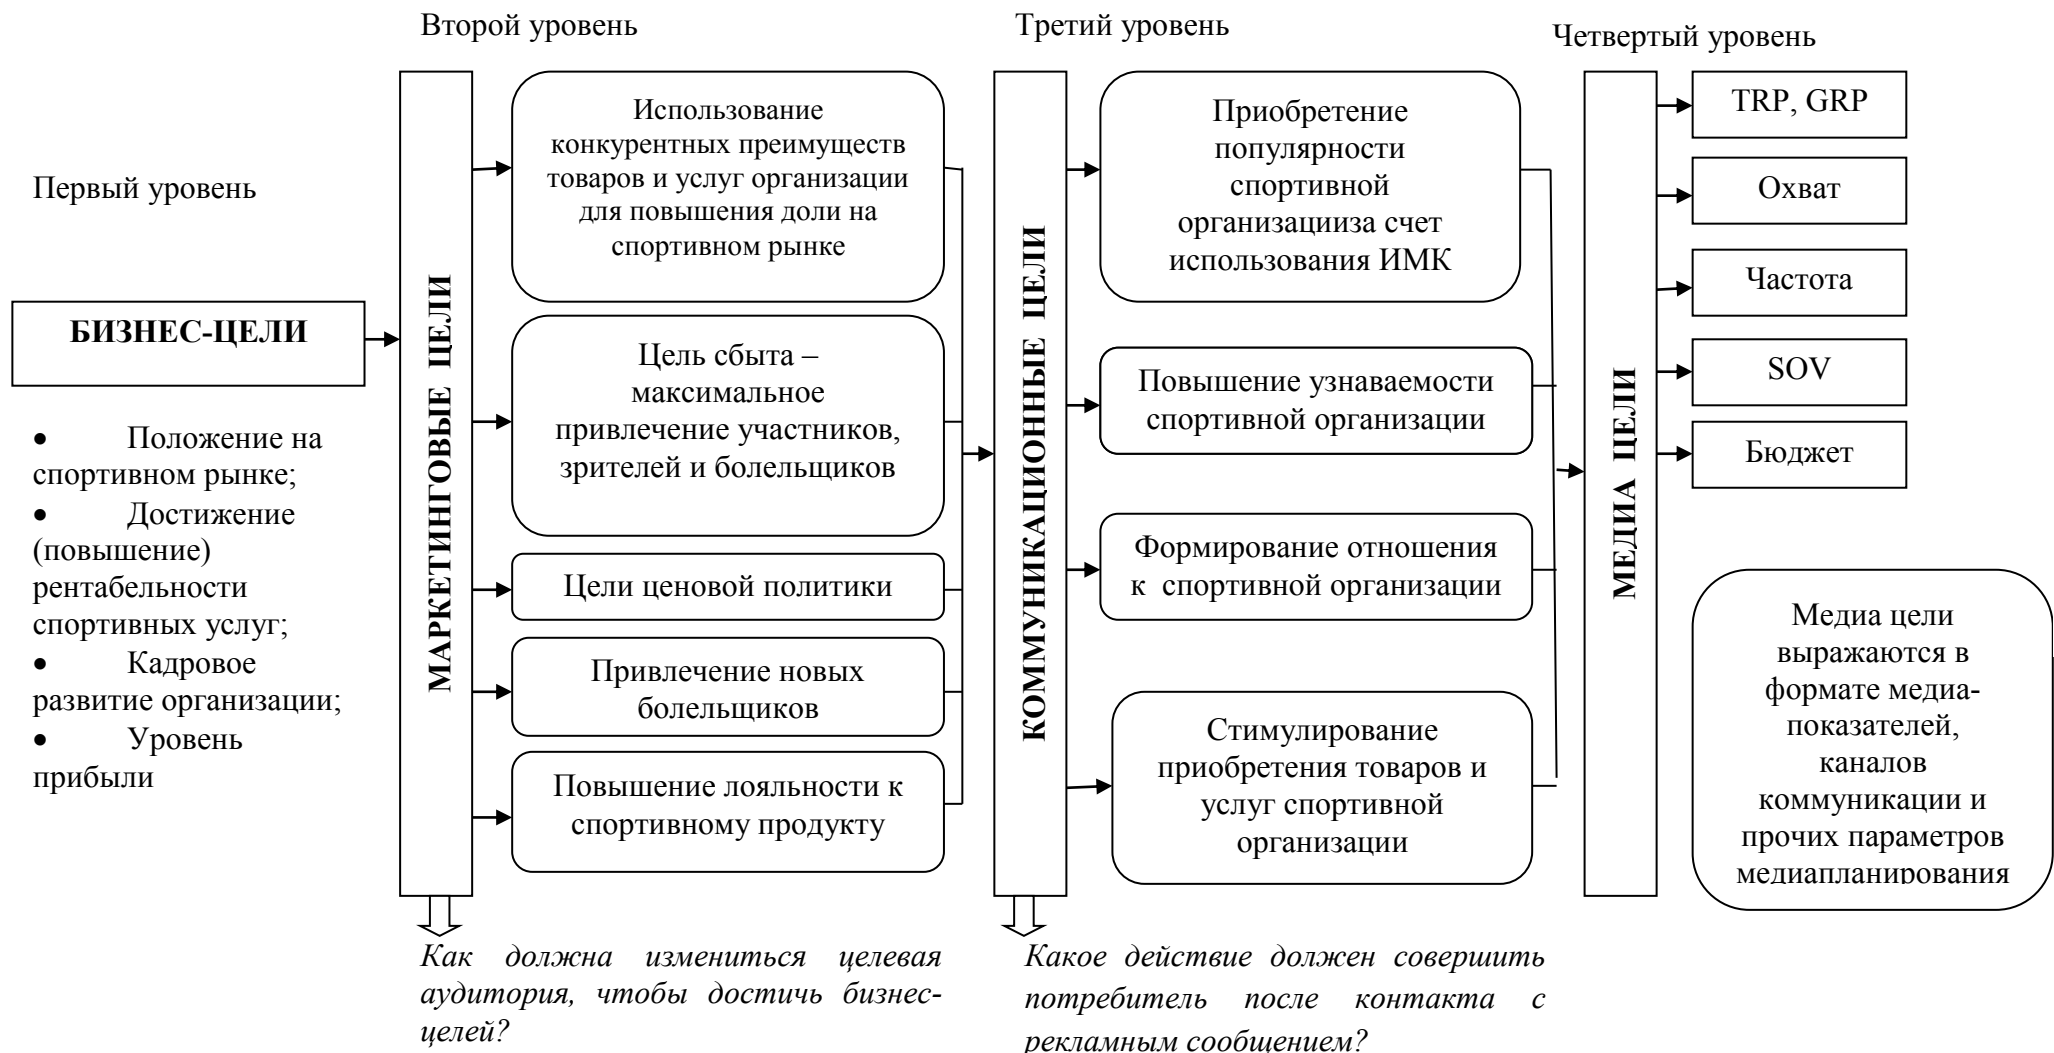 Первый уровень
БИЗНЕС-ЦЕЛИ
• Положение на
спортивном рынке;
• Достижение
(повышение)
рентабельности
спортивных услуг;
• Кадровое
развитие организации;
• Уровень
прибыли
Второй уровень
МАРКЕТИНГОВЫЕ ЦЕЛИ
Использование
конкурентных преимуществ
товаров и услуг организации
для повышения доли на
спортивном рынке
Цель сбыта –
максимальное
привлечение участников,
зрителей и болельщиков
Цели ценовой политики
Привлечение новых
болельщиков
Повышение лояльности к
спортивному продукту
Как должна измениться целевая
аудитория, чтобы достичь бизнес-
целей?
Третий уровень
КОММУНИКАЦИОННЫЕ ЦЕЛИ
Приобретение
популярности
спортивной
организацииза счет
использования ИМК
Повышение узнаваемости
спортивной организации
Формирование отношения
к спортивной организации
Стимулирование
приобретения товаров и
услуг спортивной
организации
Какое действие должен совершить
потребитель после контакта с
рекламным сообщением?
Четвертый уровень
МЕДИА ЦЕЛИ
TRP, GRP
Охват
Частота
SOV
Бюджет
Медиа цели
выражаются в
формате медиа-
показателей,
каналов
коммуникации и
прочих параметров
медиапланирования